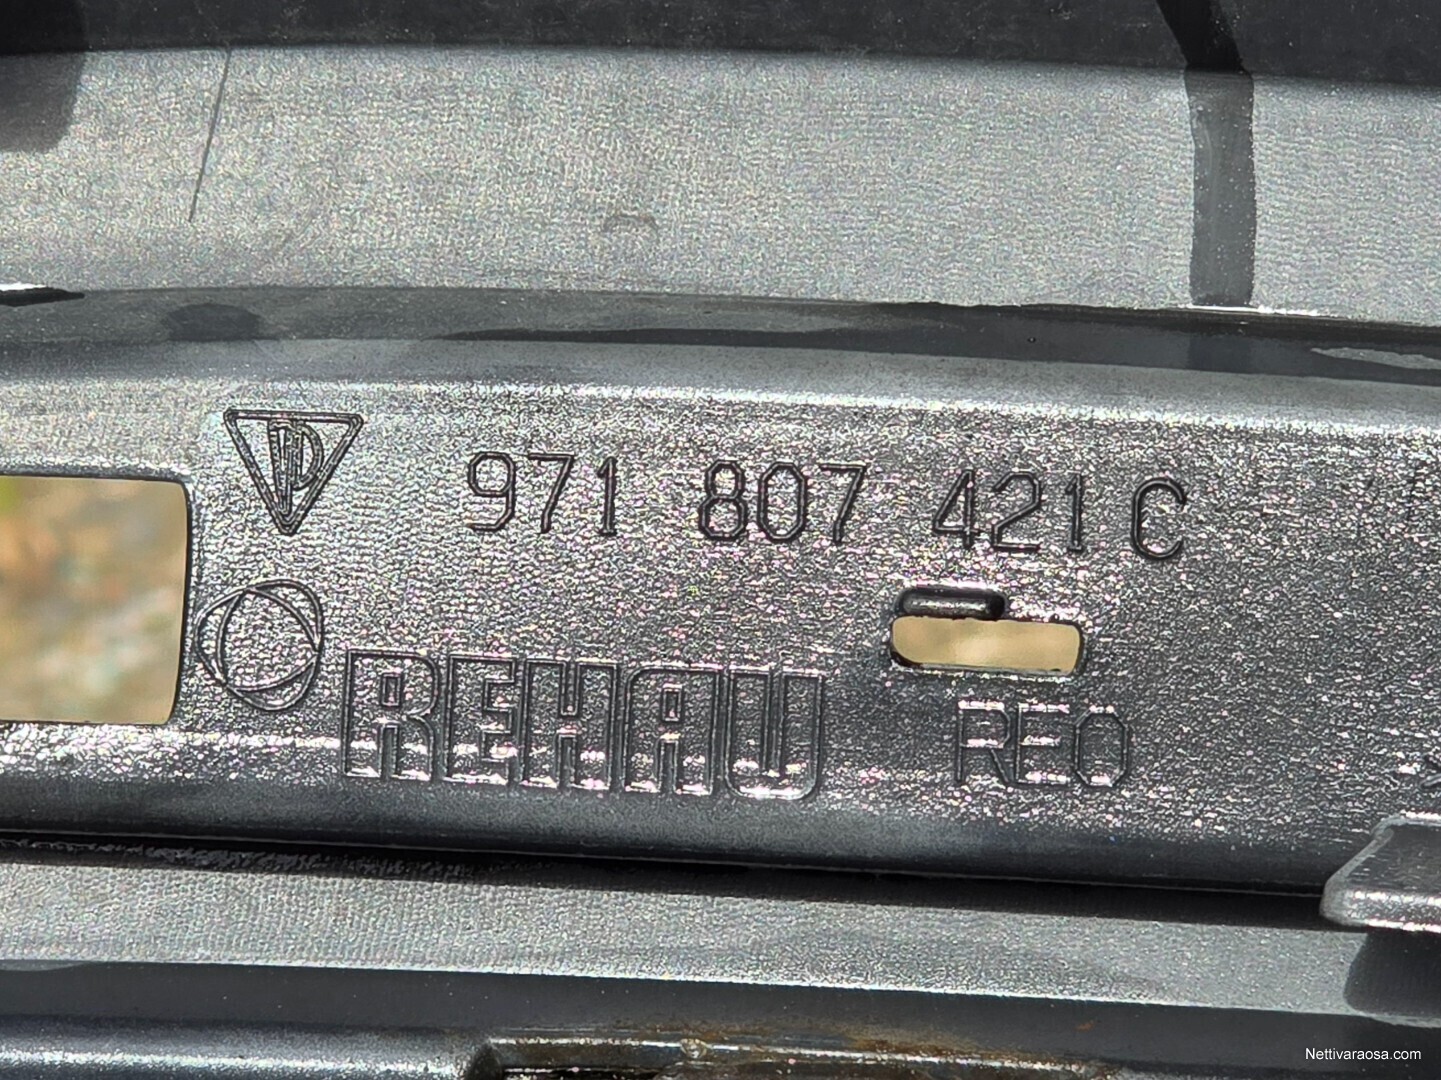 P
971 807 421 C
REHAU
REO
Nettivaraosa.com